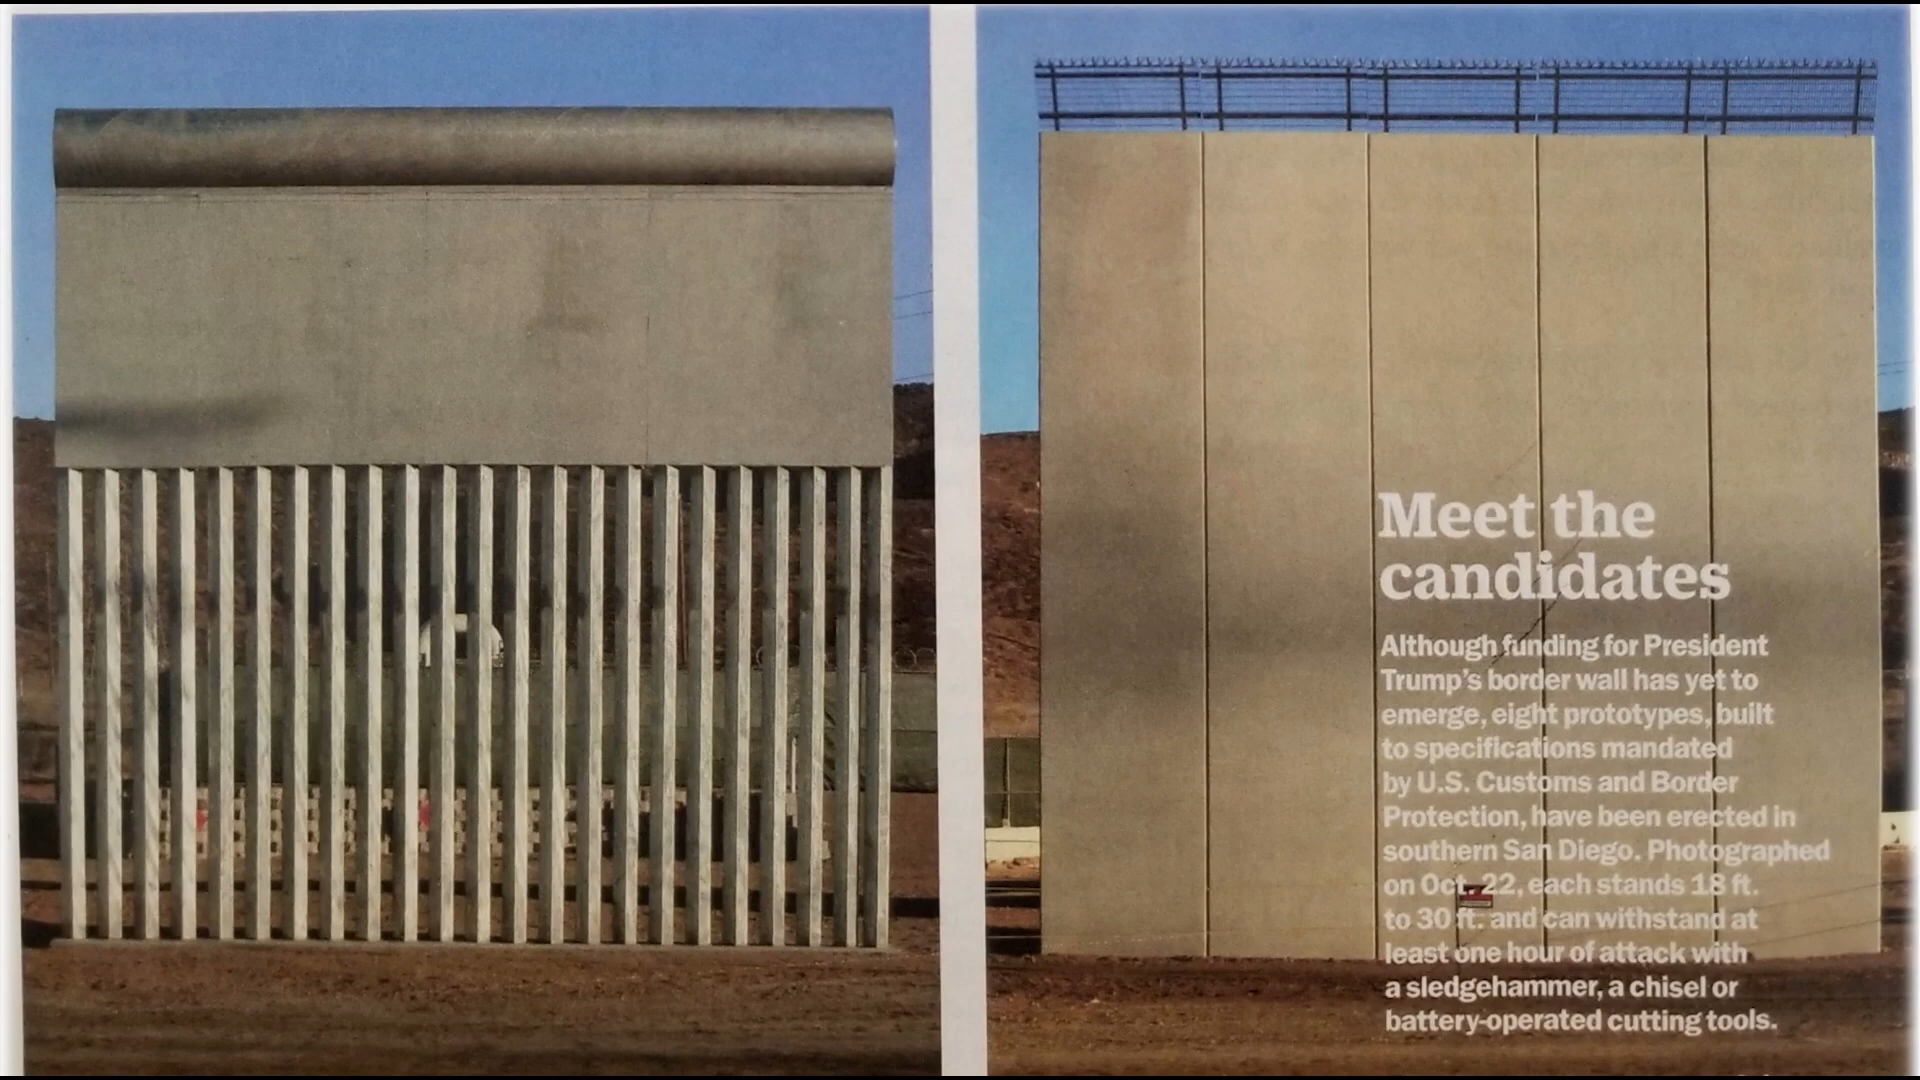 Meet the
candidates
Although funding for President
Trump's border wall has yet to
emerge, eight prototypes, built
to specifications mandated
by U.S. Customs and Border
Protection, have been erected in
southern San Diego. Photographed
on Oct. 22, each stands 18 ft.
to 30 ft. and can withstand at
least one hour of attack with
a sledgehammer, a chisel or
battery-operated cutting tools.